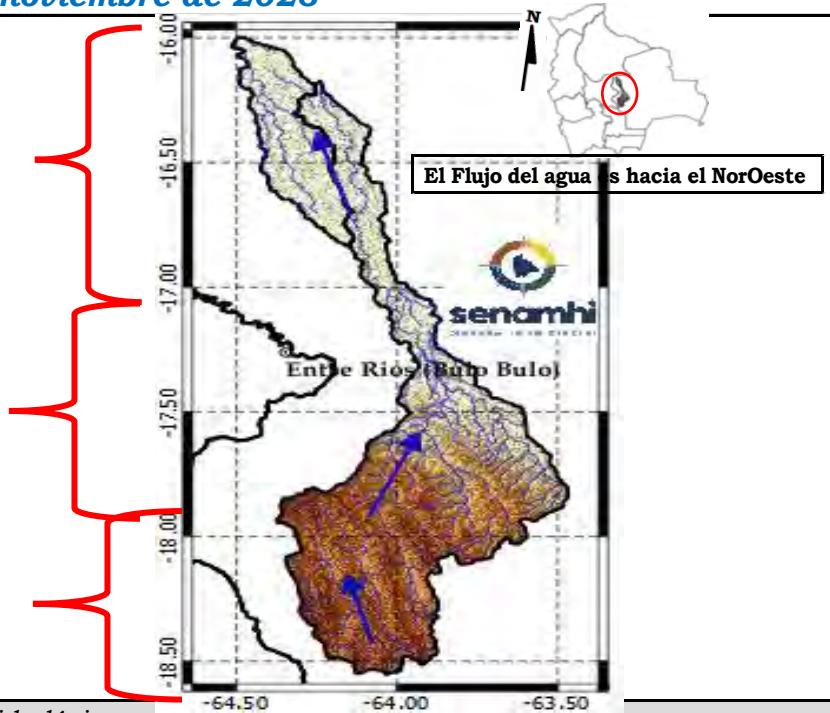 noviembre de 2023
N
El Flujo del agua es hacia el NorOeste
-16.00
-16.50
-17.00
senamhi
Entre Rios (Bulo Bulo)
-17.50
-18.00
-18.50
-64.50 -64.00 -63.50